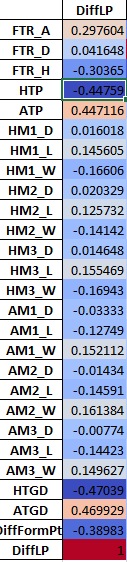 DiffLP
FTR_A 0.297604
FTR_D 0.041648
FTR_H -0.30365
HTP -0.44759
ATP 0.447116
HM1_D 0.016018
HM1_L 0.145605
HM1_W -0.16606
HM2_D 0.020329
HM2_L 0.125732
HM2_W -0.14142
HM3_D 0.014648
HM3_L 0.155469
HM3_W -0.16943
AM1_D -0.03333
AM1_L -0.12749
AM1_W 0.152112
AM2_D -0.01434
AM2_L -0.14591
AM2_W 0.161384
AM3_D -0.00774
AM3_L -0.14423
AM3_W 0.149627
HTGD -0.47039
ATGD 0.469929
DiffFormPt -0.38983
DiffLP 1